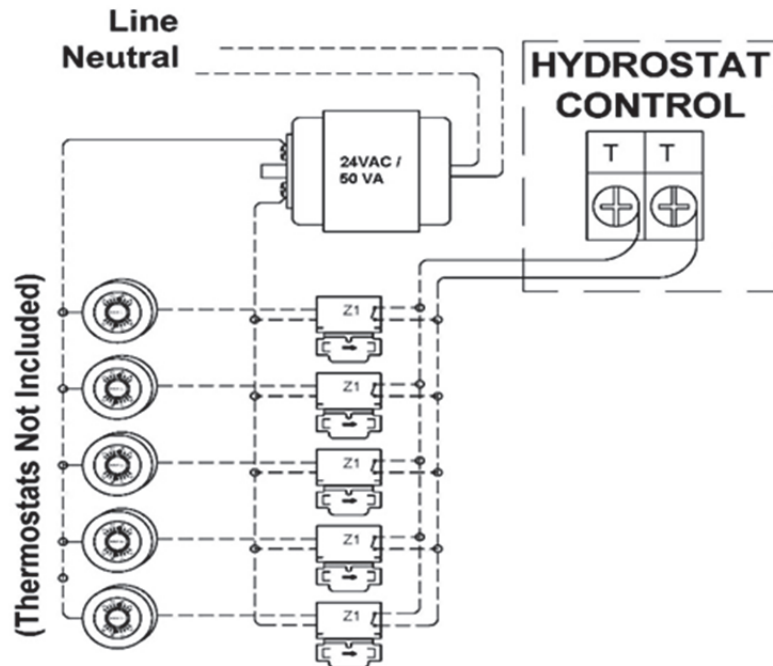 Line
Neutral
HYDROSTAT
CONTROL
T T
24VAC /
50 VA
(Thermostats Not Included)
Z1
Z1
Z1
Z1
Z1